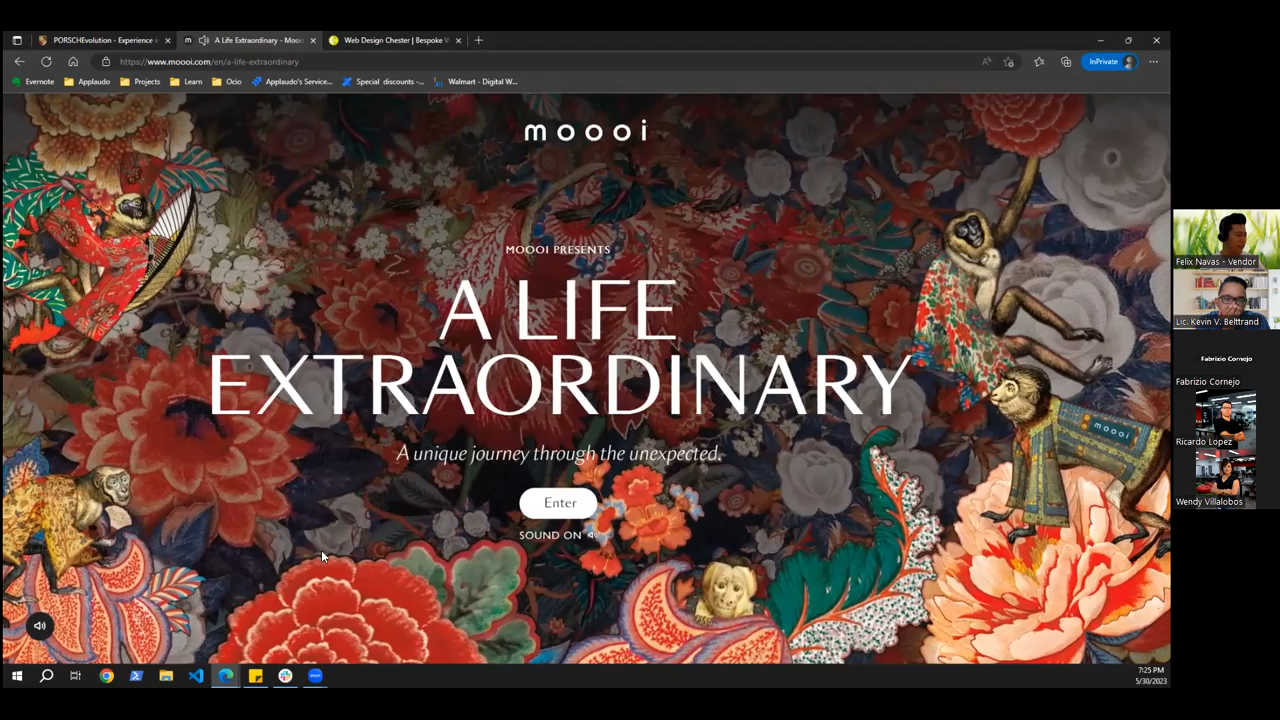 PORSCHEvolution - Experience i
A Life Extraordinary - Mooo
Web Design Chester | Bespoke W
https://www.moooi.com/en/a-life-extraordinary
InPrivate
Evernote
Applaudo
Projects
Learn
Ocio
Applaudo's Service...
Special discounts -...
Walmart - Digital W...
moooi
MOOOI PRESENTS
A LIFE
EXTRAORDINARY
A unique journey through the unexpected.
Enter
SOUND ON
moooi
Felix Navas - Vendor
Lic. Kevin V. Belttrand
Fabrizio Cornejo
Fabrizio Cornejo
Ricardo Lopez
Wendy Villalobos
7:25 PM
5/30/2023